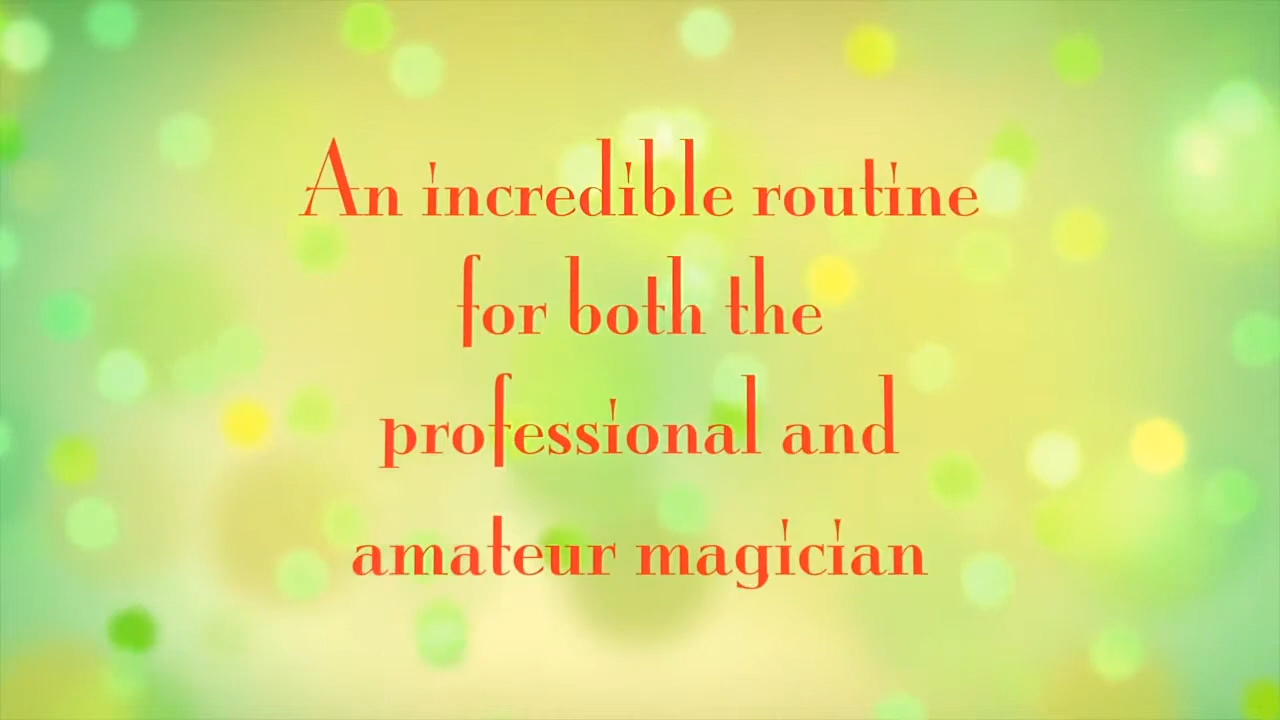 An incredible routine
for both the
professional and
amateur magician